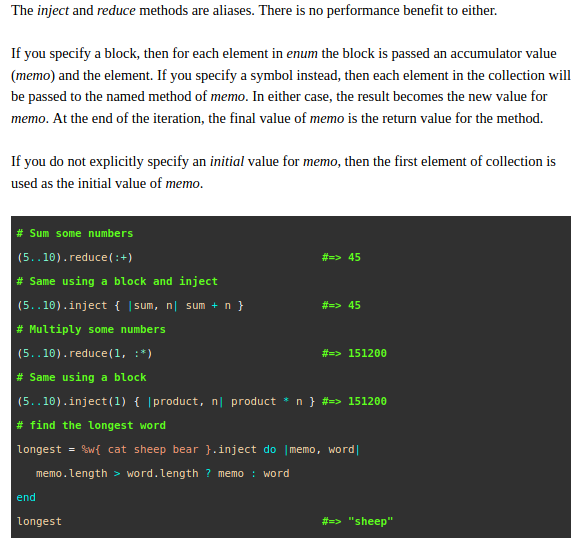 The inject and reduce methods are aliases. There is no performance benefit to either.
If you specify a block, then for each element in enum the block is passed an accumulator value
(memo) and the element. If you specify a symbol instead, then each element in the collection will
be passed to the named method of memo. In either case, the result becomes the new value for
memo. At the end of the iteration, the final value of memo is the return value for the method.
If you do not explicitly specify an initial value for memo, then the first element of collection is
used as the initial value of memo.
# Sum some numbers
(5..10).reduce(:+) #=> 45
# Same using a block and inject
(5..10).inject { |sum, n| sum + n } #=> 45
# Multiply some numbers
(5..10).reduce(1, :*) #=> 151200
# Same using a block
(5..10).inject(1) { |product, n| product * n } #=> 151200
# find the longest word
longest = %w{ cat sheep bear }.inject do |memo, word|
memo.length > word.length ? memo : word
end
longest #=> "sheep"